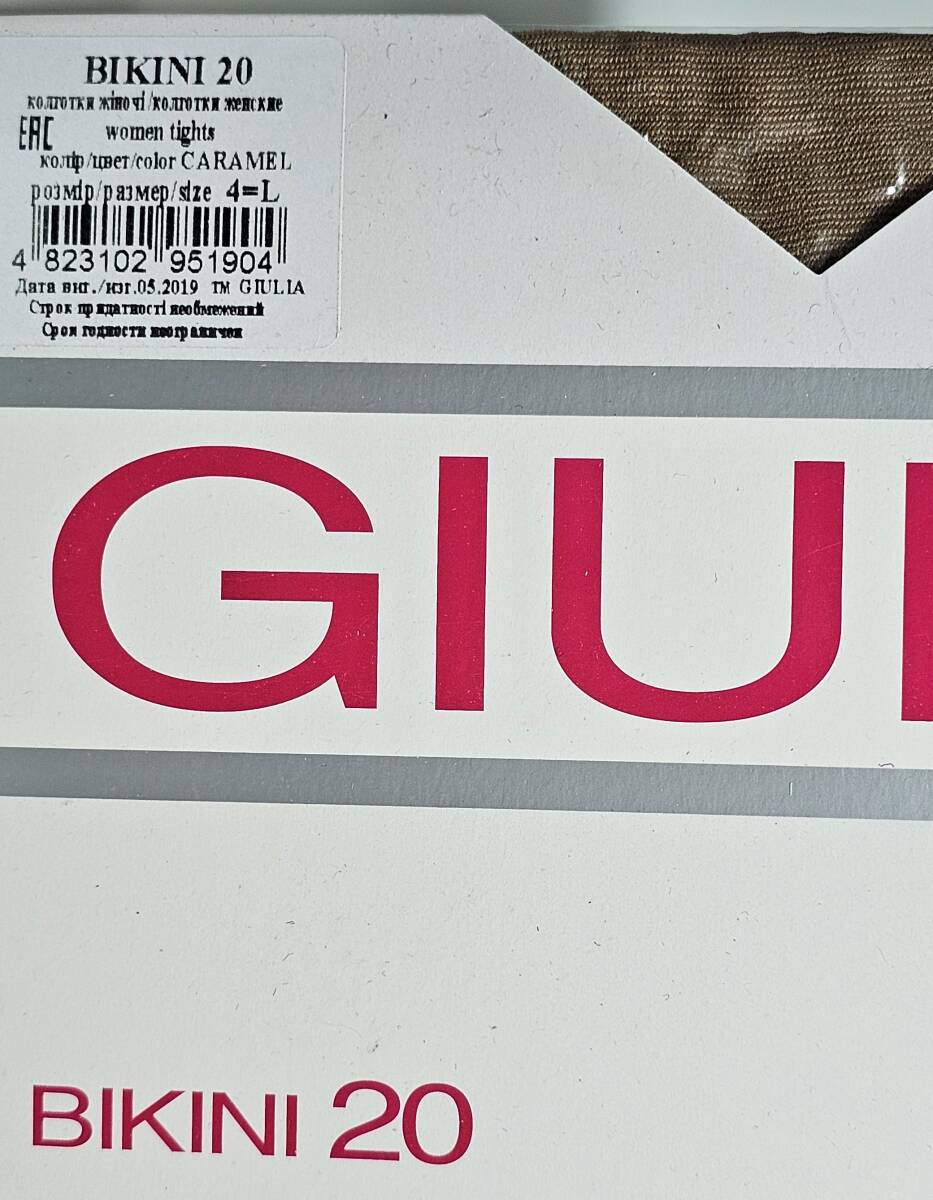 BIKINI 20
колготки жіночі/колготки женские
EAC
women tights
колір/цвет/color CARAMEL
розмір/размер/size 4=L
4 823102 951904
Дата виг./изг.05.2019 ТМ GIULIA
Строк придатності необмежений
Срок годности неограничен
GIUL
BIKINI 20